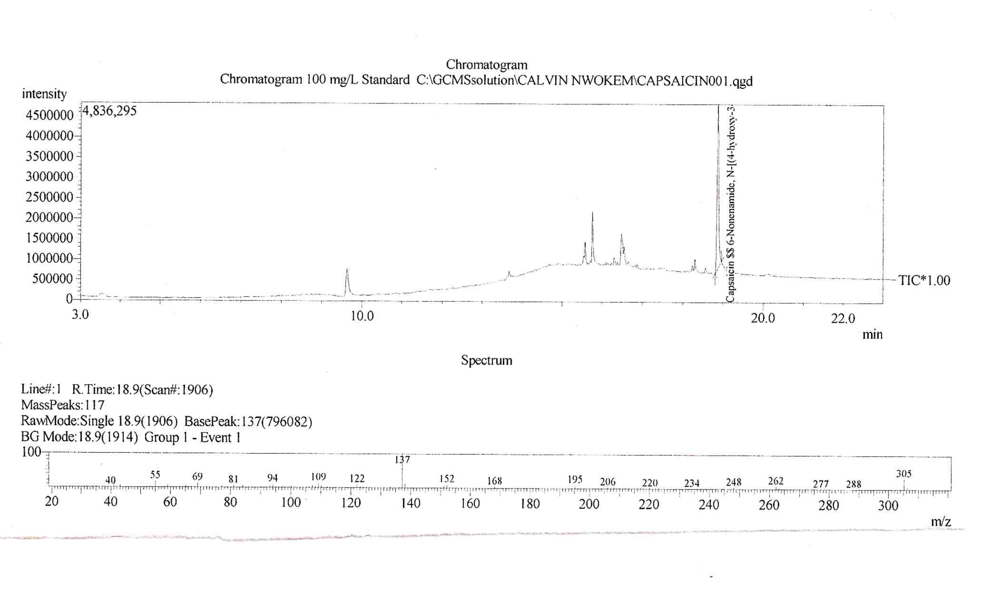 Chromatogram
Chromatogram 100 mg/L Standard C:\GCMSsolution\CALVIN NWOKEM\CAPSAICIN001.qgd
intensity
4,836,295
4500000
4000000
3500000
3000000
2500000
2000000
1500000
1000000
500000
0
Capsaicin $$ 6-Nonenamide, N-[(4-hydroxy-3
TIC*1.00
3.0 10.0 20.0 22.0
min
Spectrum
Line#:1 R.Time:18.9(Scan#:1906)
MassPeaks:117
RawMode:Single 18.9(1906) BasePeak:137(796082)
BG Mode:18.9(1914) Group 1 - Event 1
100
40 55 69 81 94 109 122 137 152 168 195 206 220 234 248 262 277 288 305
20 40 60 80 100 120 140 160 180 200 220 240 260 280 300
m/z